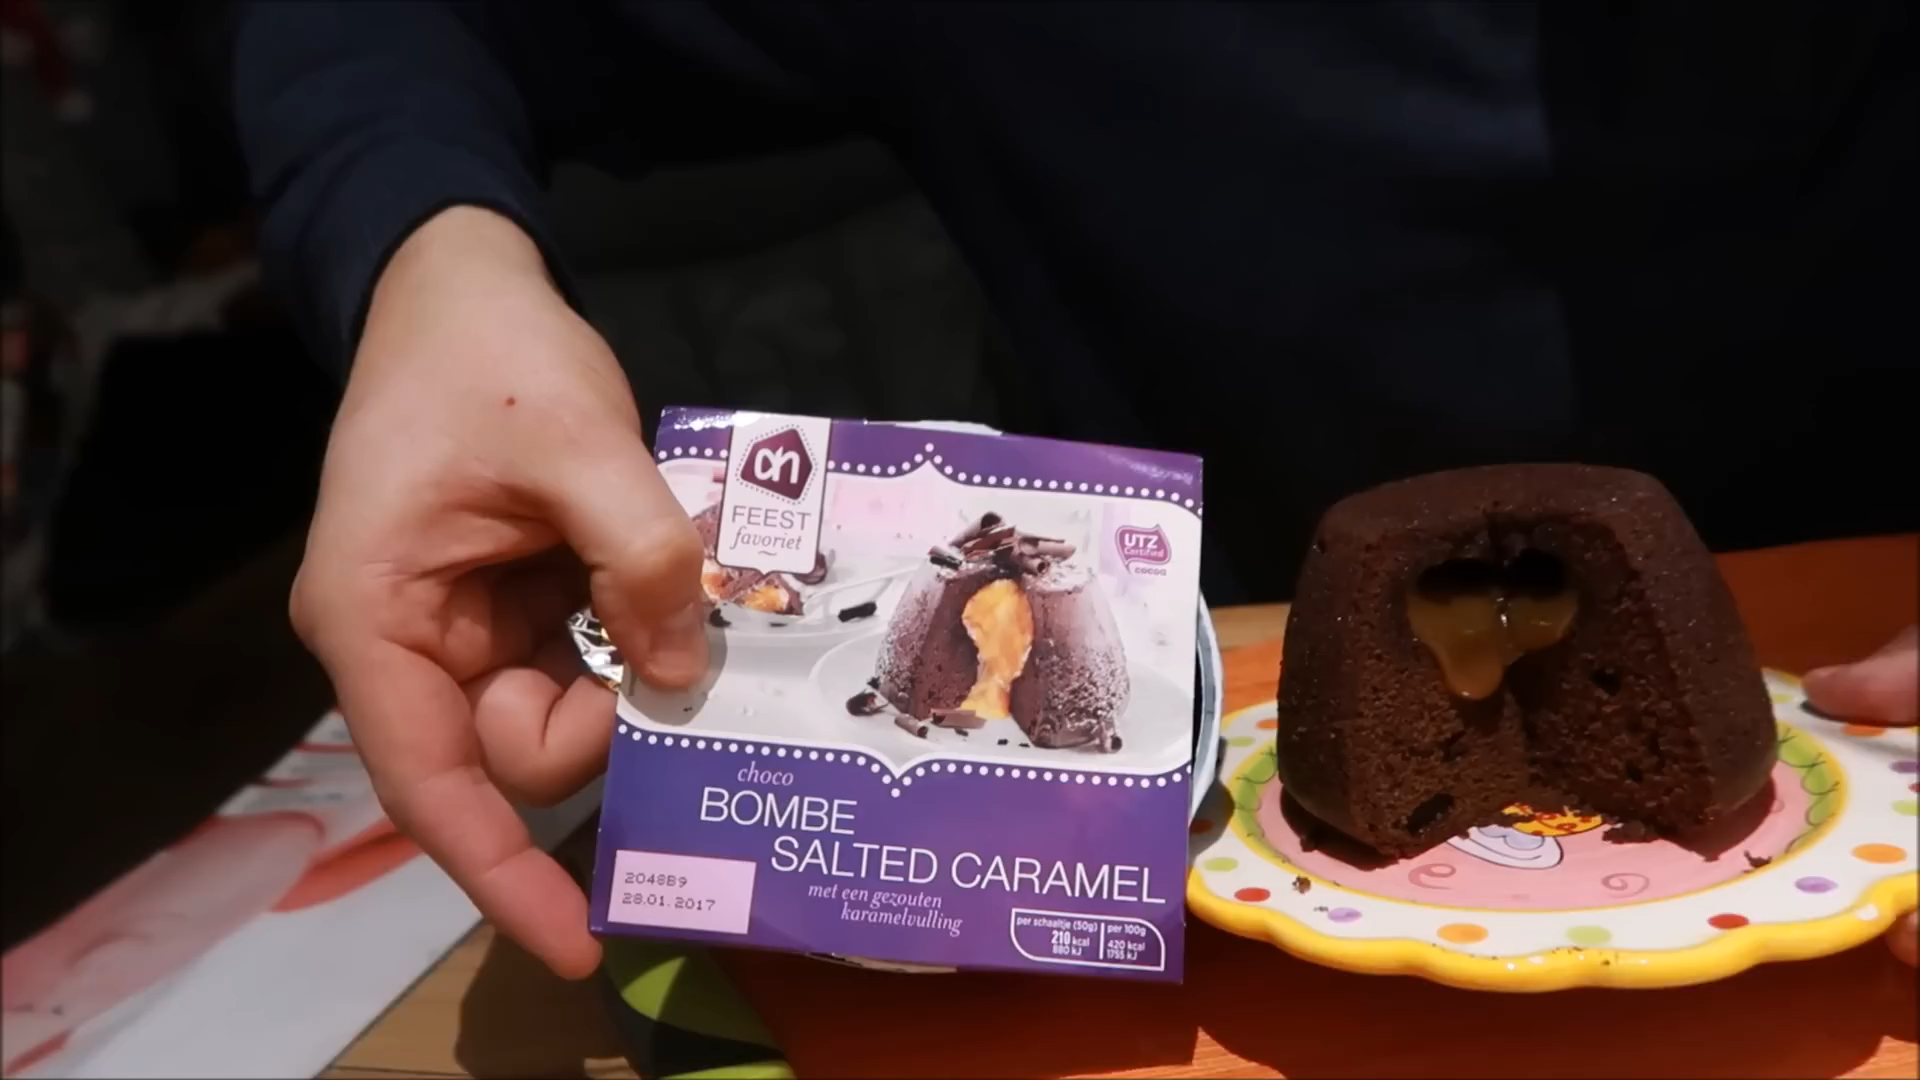 ah
FEEST
favoriet
UTZ
Certified
cocoa
choco
BOMBE
SALTED CARAMEL
met een gezouten
karamelvulling
2048B9
28.01.2017
per schaaltje (50g)
210 kcal
880 kJ
per 100g
420 kcal
1755 kJ